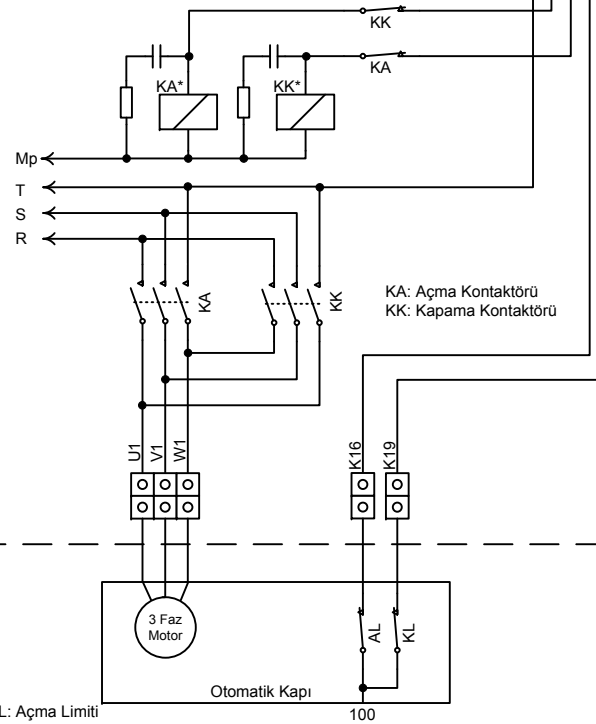 KK
KA
KA*
KK*
Mp
T
S
R
KA
KK
KA: Açma Kontaktörü
KK: Kapama Kontaktörü
U1
V1
W1
K16
K19
3 Faz
Motor
AL
KL
Otomatik Kapı
L: Açma Limiti
100